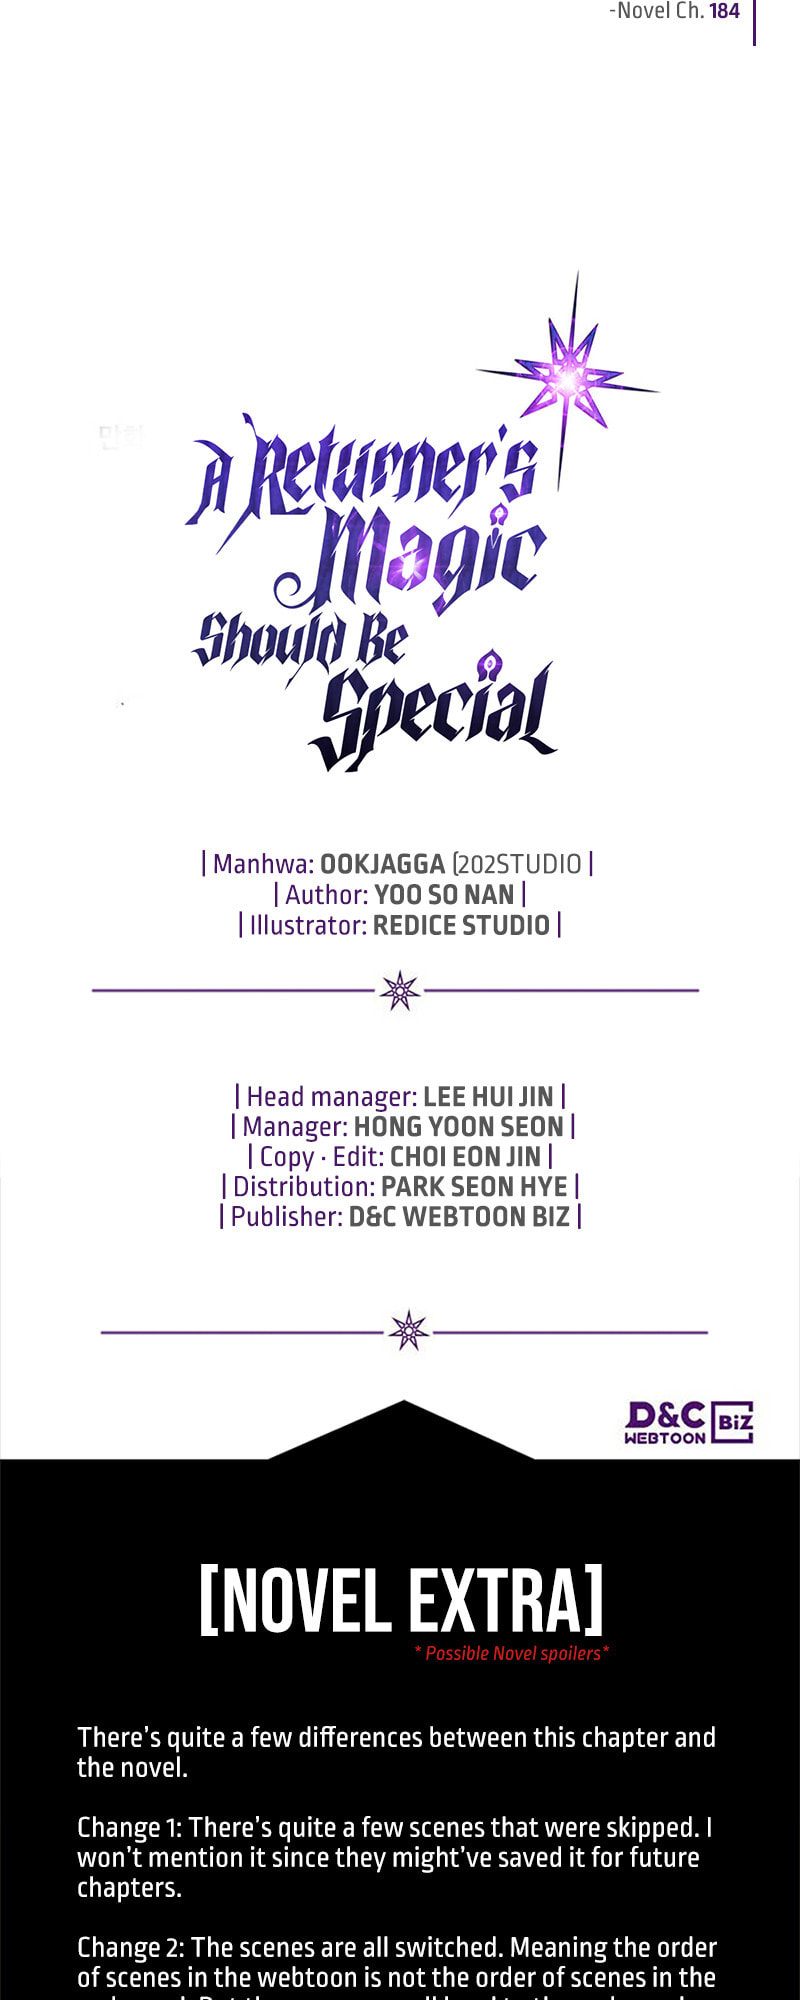 -Novel Ch. 184
만화
A Returner's
Magic
Should Be
Special
| Manhwa: OOKJAGGA (202STUDIO |
| Author: YOO SO NAN |
| Illustrator: REDICE STUDIO |
| Head manager: LEE HUI JIN |
| Manager: HONG YOON SEON |
| Copy · Edit: CHOI EON JIN |
| Distribution: PARK SEON HYE |
| Publisher: D&C WEBTOON BIZ |
D&C
WEBTOON
BiZ
[NOVEL EXTRA]
* Possible Novel spoilers*
There's quite a few differences between this chapter and
the novel.
Change 1: There's quite a few scenes that were skipped. I
won't mention it since they might've saved it for future
chapters.
Change 2: The scenes are all switched. Meaning the order
of scenes in the webtoon is not the order of scenes in the